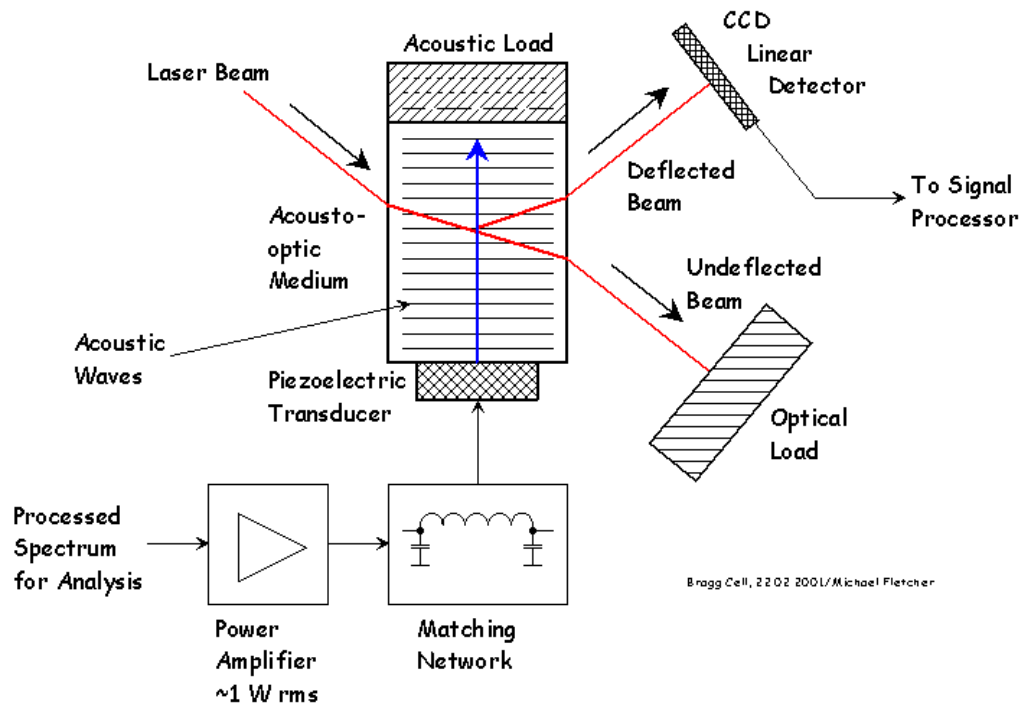 CCD
Linear
Detector
Acoustic Load
Laser Beam
Deflected
Beam
To Signal
Processor
Acousto-
optic
Medium
Undeflected
Beam
Acoustic
Waves
Piezoelectric
Transducer
Optical
Load
Processed
Spectrum
for Analysis
Bragg Cell, 2202 2001/Michael Fletcher
Power
Amplifier
~1 W rms
Matching
Network